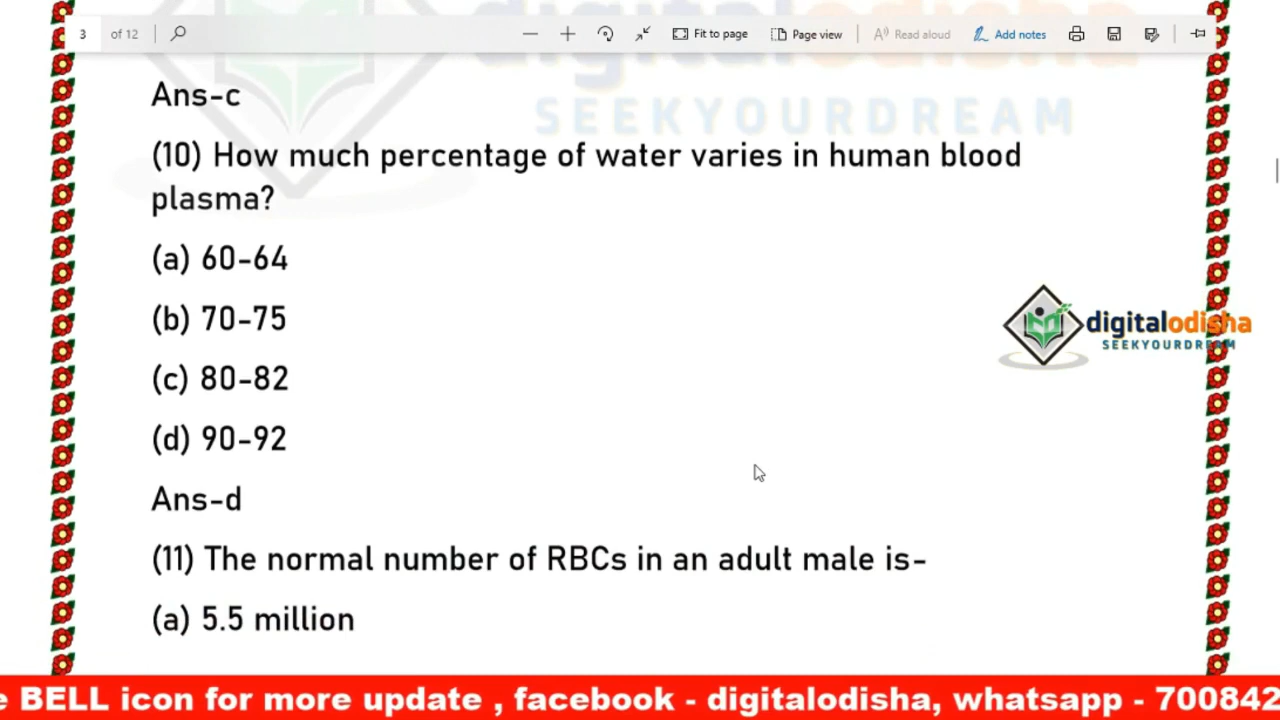 3 of 12 Fit to page Page view Read aloud Add notes
digitalodisha
SEEKYOURDREAM
Ans-c
(10) How much percentage of water varies in human blood
plasma?
(a) 60-64
(b) 70-75
digitalodisha
SEEKYOURDREAM
(c) 80-82
(d) 90-92
Ans-d
(11) The normal number of RBCs in an adult male is-
(a) 5.5 million
e BELL icon for more update , facebook - digitalodisha, whatsapp - 700842